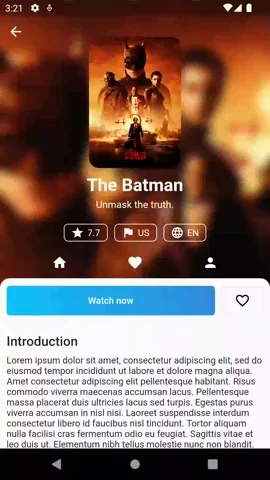 3:21
The Batman
Unmask the truth.
7.7 US EN
Watch now
Introduction
Lorem ipsum dolor sit amet, consectetur adipiscing elit, sed do
eiusmod tempor incididunt ut labore et dolore magna aliqua.
Amet consectetur adipiscing elit pellentesque habitant. Risus
commodo viverra maecenas accumsan lacus. Pellentesque
massa placerat duis ultricies lacus sed turpis. Egestas purus
viverra accumsan in nisl nisi. Laoreet suspendisse interdum
consectetur libero id faucibus nisl tincidunt. Tortor aliquam
nulla facilisi cras fermentum odio eu feugiat. Sagittis vitae et
leo duis ut. Elementum nibh tellus molestie nunc non blandit.